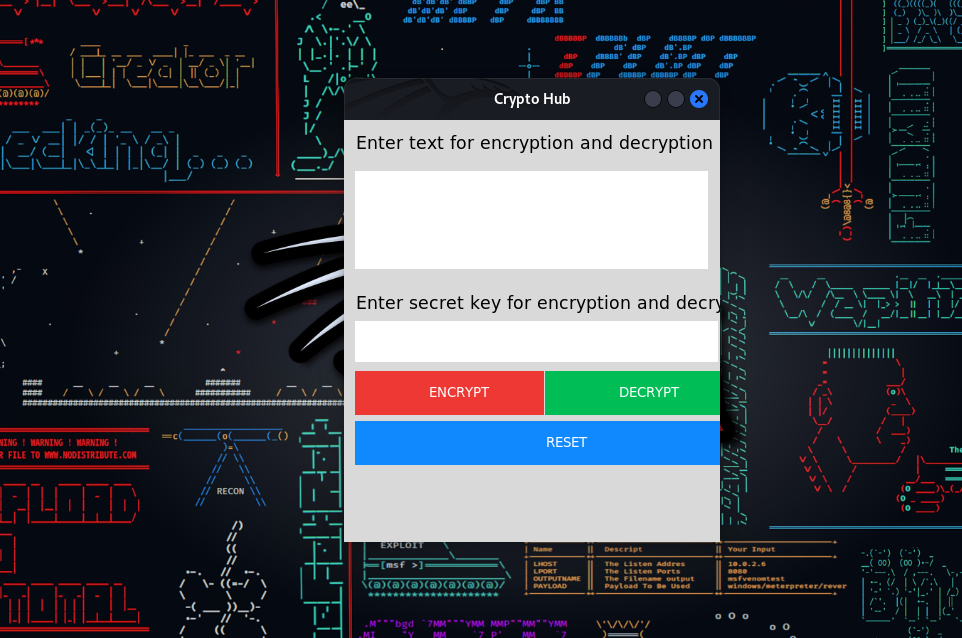 Crypto Hub
Enter text for encryption and decryption
Enter secret key for encryption and decry
ENCRYPT
DECRYPT
RESET
NING ! WARNING ! WARNING !
R FILE TO WWW.NODISTRIBUTE.COM
RECON
EXPLOIT
==[msf >]
Name || Descript || Your Input
LHOST || The Listen Addres || 10.0.2.6
LPORT || The Listen Ports || 8080
OUTPUTNAME || The Filename output || msfvenomtest
PAYLOAD || Payload To Be Used || windows/meterpreter/rever